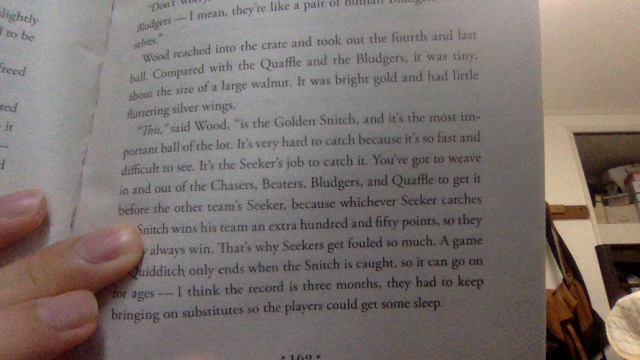 slightly
to be
freed
ted
it
"Don't worry,
Bludgers — I mean, they're like a pair of human Bludgers
selves."
Wood reached into the crate and took out the fourth and last
ball. Compared with the Quaffle and the Bludgers, it was tiny,
about the size of a large walnut. It was bright gold and had little
fluttering silver wings.
"This," said Wood, "is the Golden Snitch, and it's the most im-
portant ball of the lot. It's very hard to catch because it's so fast and
difficult to see. It's the Seeker's job to catch it. You've got to weave
in and out of the Chasers, Beaters, Bludgers, and Quaffle to get it
before the other team's Seeker, because whichever Seeker catches
Snitch wins his team an extra hundred and fifty points, so they
always win. That's why Seekers get fouled so much. A game
Quidditch only ends when the Snitch is caught, so it can go on
for ages — I think the record is three months, they had to keep
bringing on substitutes so the players could get some sleep.
• 169 •